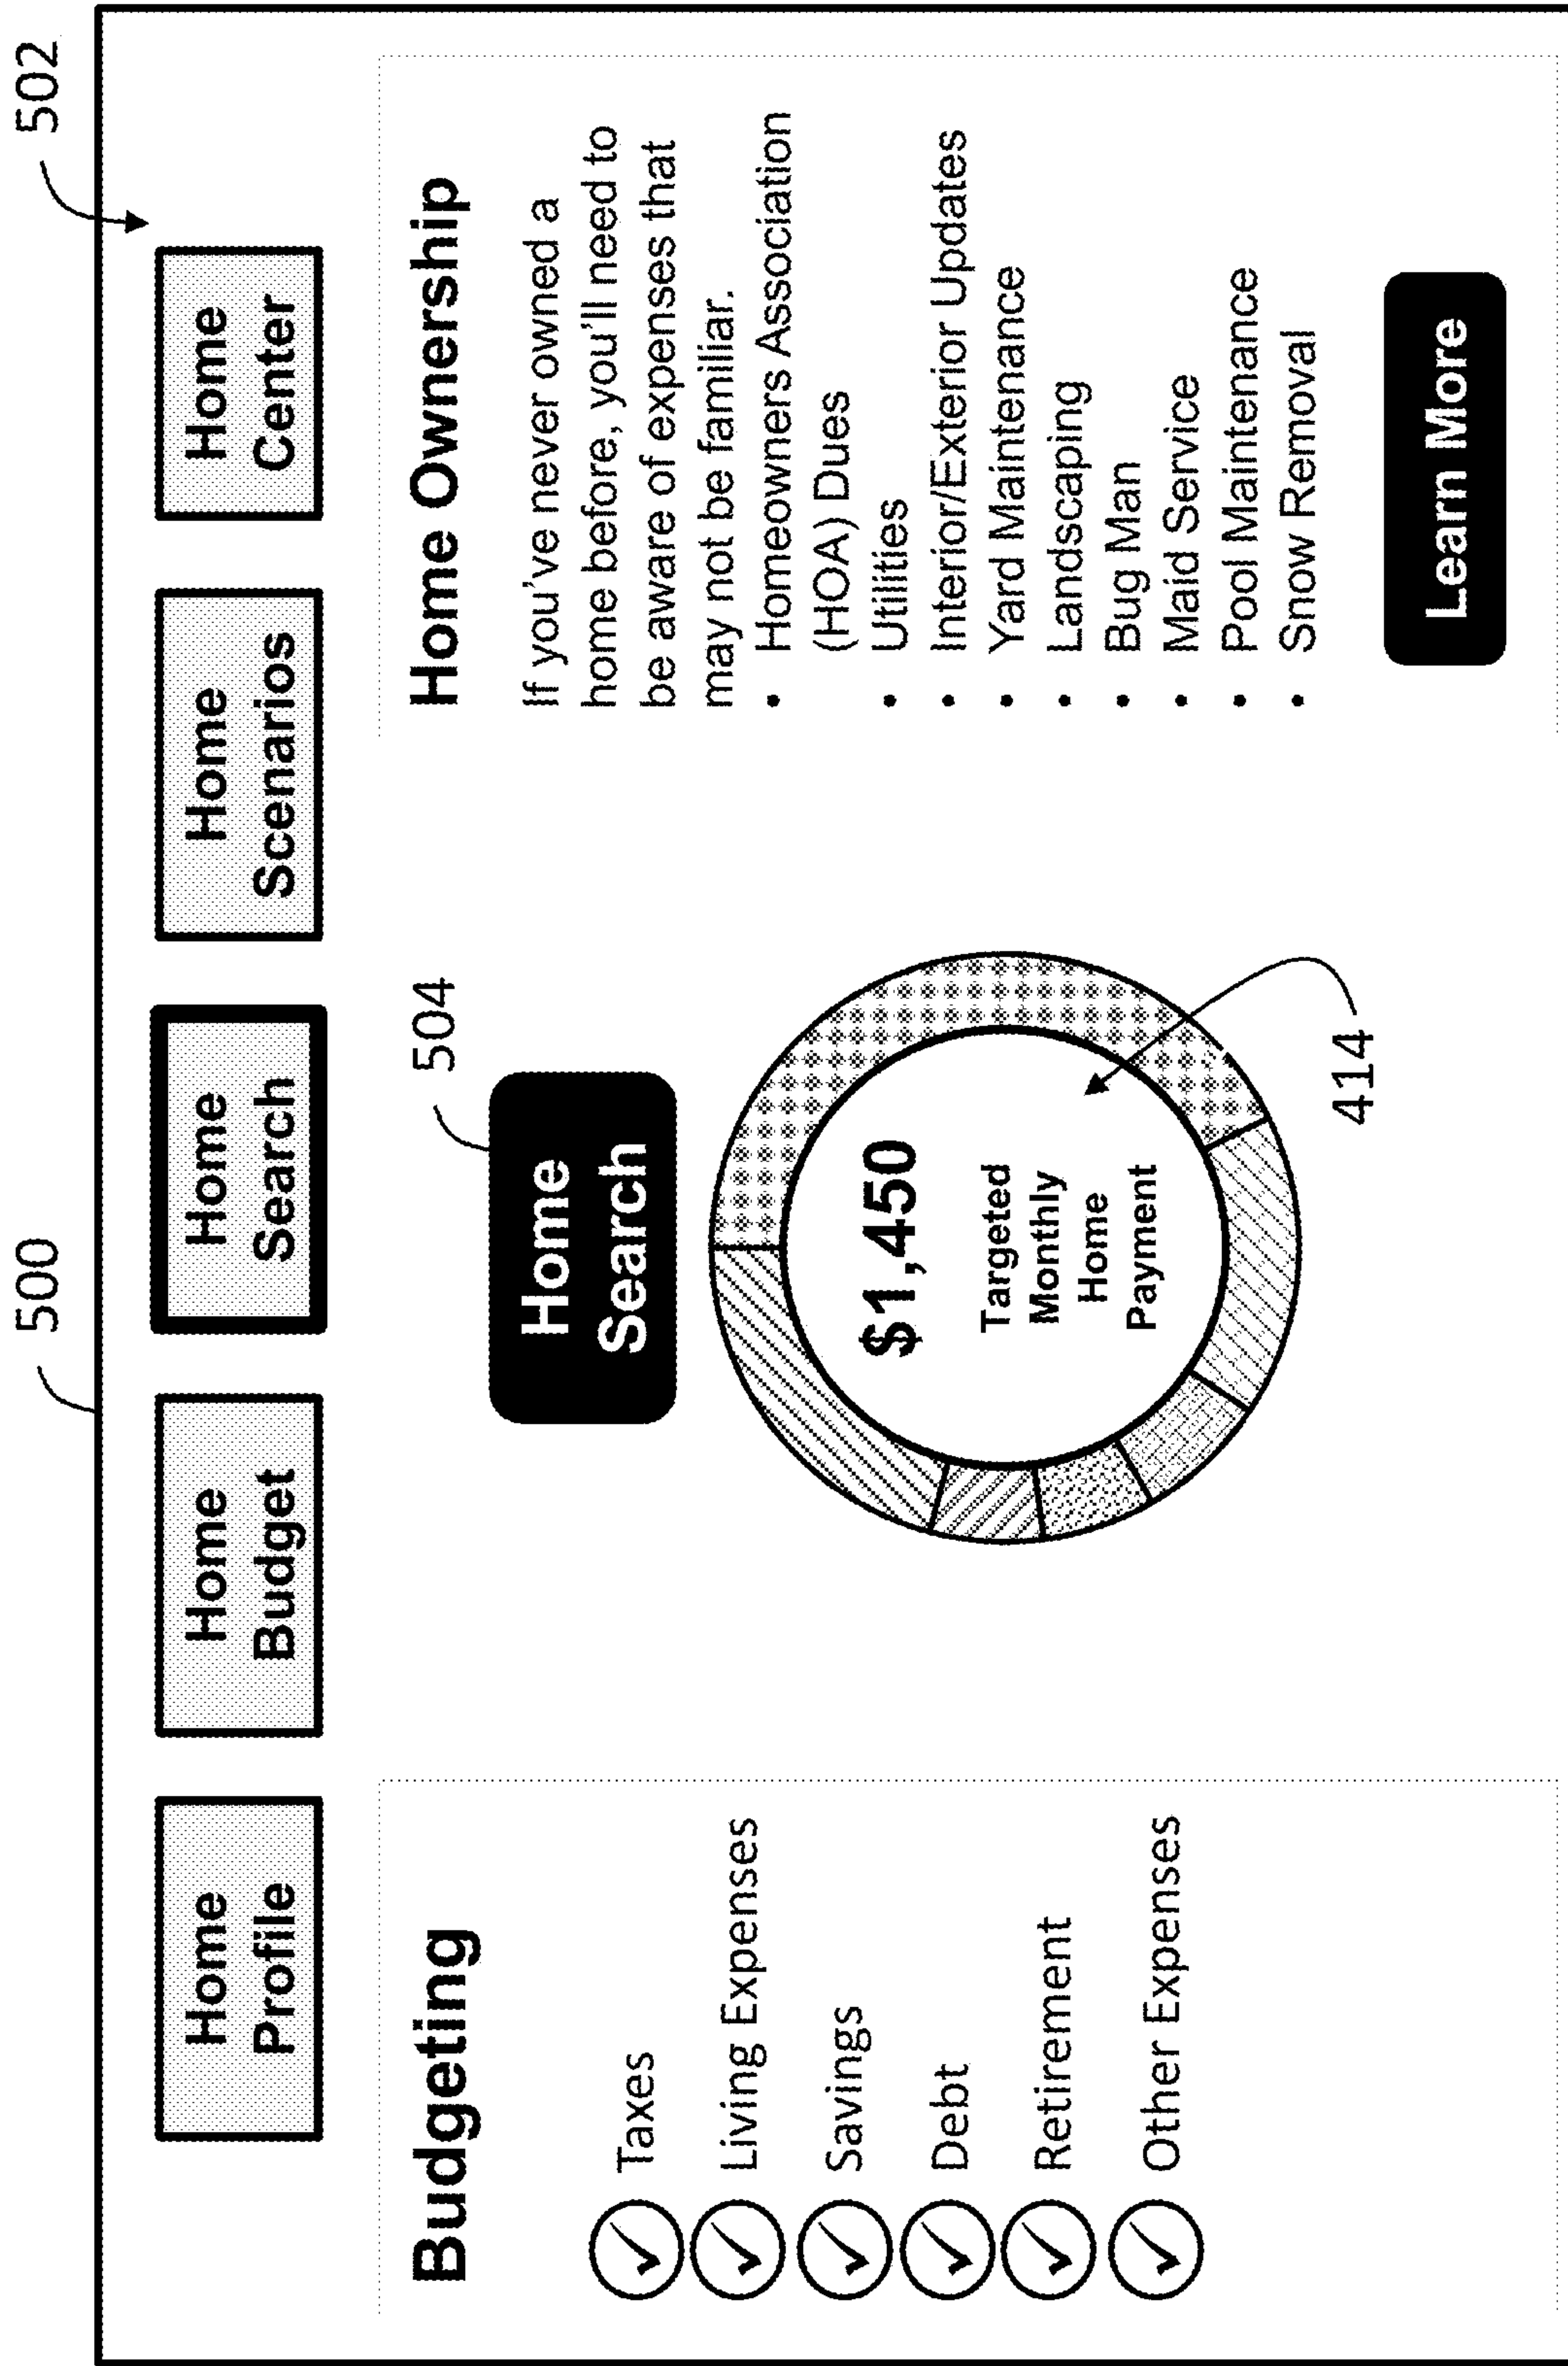 500
502
Home
Profile
Home
Budget
Home
Search
Home
Scenarios
Home
Center
Budgeting
Taxes
Living Expenses
Savings
Debt
Retirement
Other Expenses
Home
Search
504
$1,450
Targeted
Monthly
Home
Payment
414
Home Ownership
If you've never owned a
home before, you'll need to
be aware of expenses that
may not be familiar.
• Homeowners Association
(HOA) Dues
• Utilities
• Interior/Exterior Updates
• Yard Maintenance
• Landscaping
• Bug Man
• Maid Service
• Pool Maintenance
• Snow Removal
Learn More